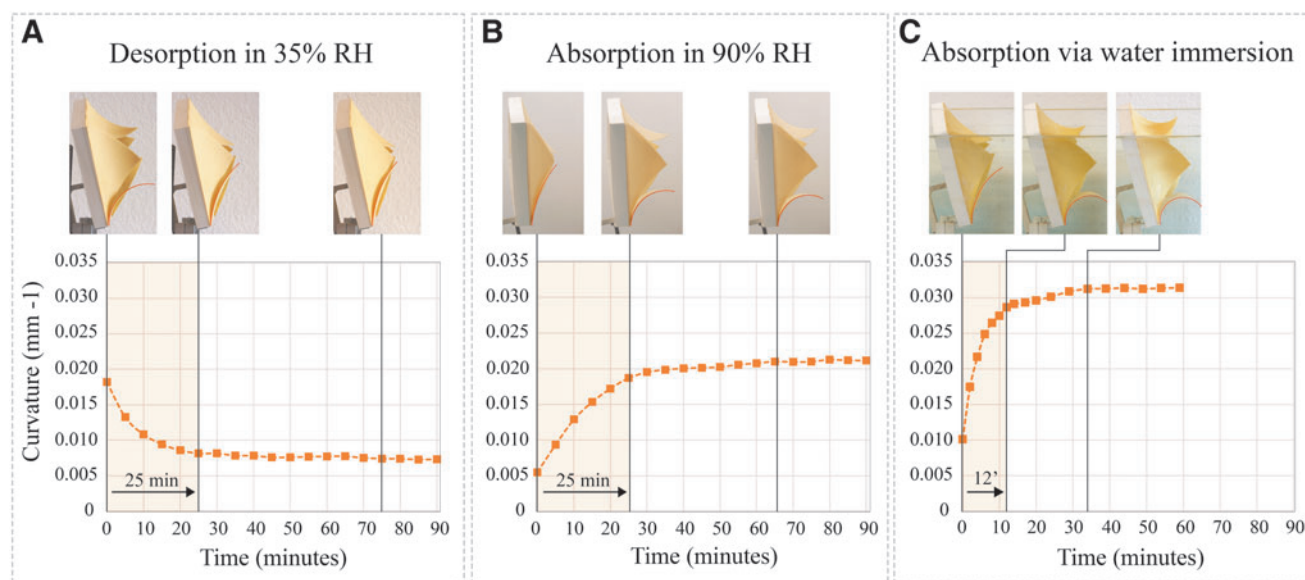 A
Desorption in 35% RH
B
Absorption in 90% RH
C
Absorption via water immersion
Curvature (mm -1)
0.035
0.030
0.025
0.020
0.015
0.010
0.005
0
25 min
0 10 20 30 40 50 60 70 80 90
Time (minutes)
0.035
0.030
0.025
0.020
0.015
0.010
0.005
0
25 min
0 10 20 30 40 50 60 70 80 90
Time (minutes)
0.035
0.030
0.025
0.020
0.015
0.010
0.005
0
12’
0 10 20 30 40 50 60 70 80 90
Time (minutes)